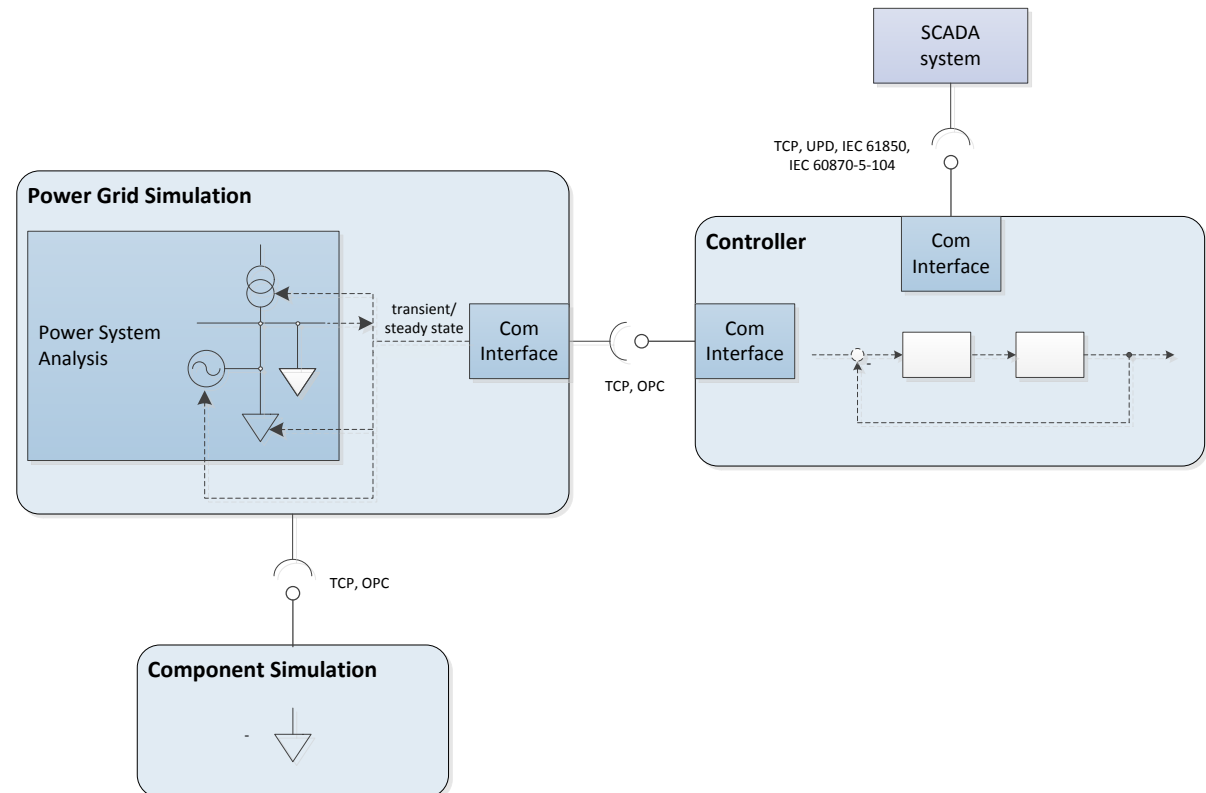 SCADA
system
TCP, UPD, IEC 61850,
IEC 60870-5-104
Power Grid Simulation
Power System
Analysis
transient/
steady state
Com
Interface
TCP, OPC
Controller
Com
Interface
Com
Interface
-
TCP, OPC
Component Simulation
-